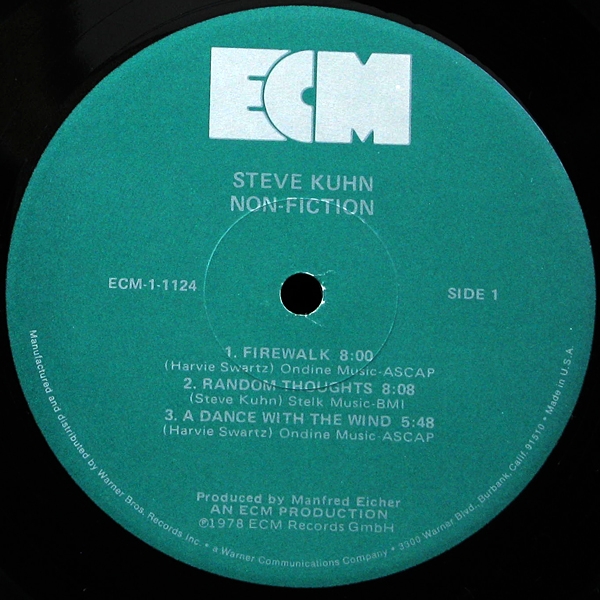 ECM
STEVE KUHN
NON-FICTION
ECM-1-1124
SIDE 1
1. FIREWALK 8:00
(Harvie Swartz) Ondine Music-ASCAP
2. RANDOM THOUGHTS 8:08
(Steve Kuhn) Stelk Music-BMI
3. A DANCE WITH THE WIND 5:48
(Harvie Swartz) Ondine Music-ASCAP
Produced by Manfred Eicher
AN ECM PRODUCTION
℗1978 ECM Records GmbH
Manufactured and distributed by Warner Bros. Records Inc. • a Warner Communications Company • 3300 Warner Blvd., Burbank, Calif. 91510 • Made in U.S.A.